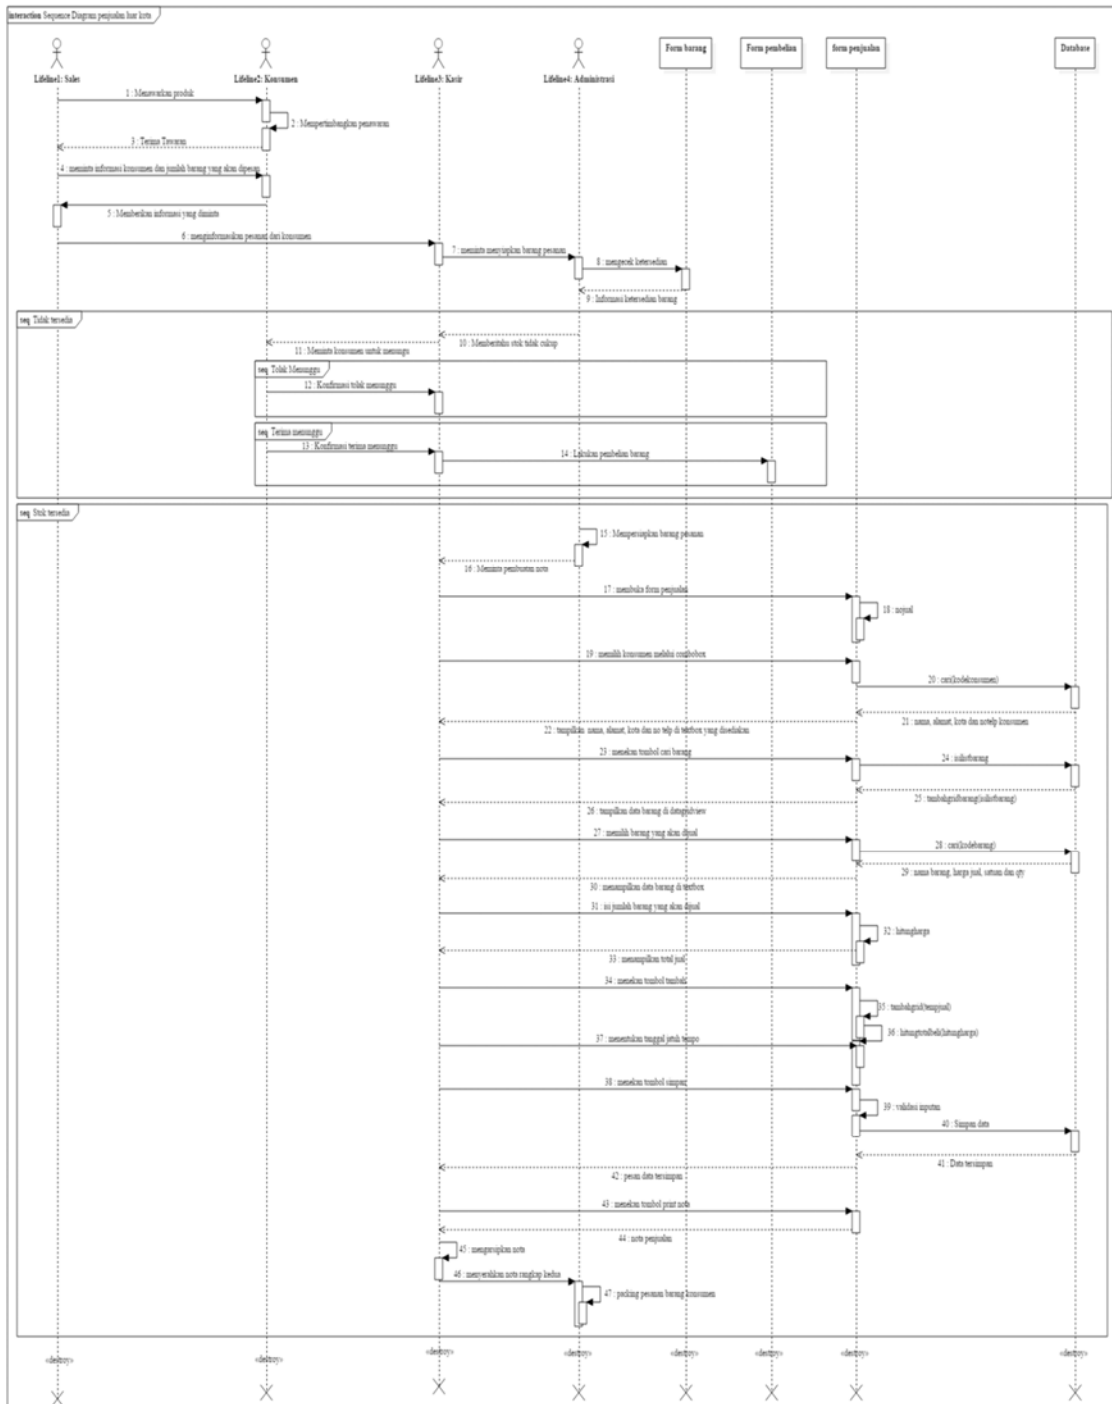 interaction Sequence Diagram penjualan luar kota
Lifeline1: Sales
Lifeline2: Konsumen
Lifeline3: Kasir
Lifeline4: Administrasi
Form barang
Form pembelian
form penjualan
Database
1 : Menawarkan produk
2 : Mempertimbangkan penawaran
3 : Terima Tawaran
4 : meminta informasi konsumen dan jumlah barang yang akan dipesan
5 : Memberikan informasi yang diminta
6 : menginformasikan pesanan dari konsumen
7 : meminta menyiapkan barang pesanan
8 : mengecek ketersedian
9 : Informasi ketersedian barang
seq Tidak tersedia
10 : Memberitahu stok tidak cukup
11 : Meminta konsumen untuk menunggu
seq Tolak Menunggu
12 : Konfirmasi tolak menunggu
seq Terima menunggu
13 : Konfirmasi terima menunggu
14 : Lakukan pembelian barang
seq Stok tersedia
15 : Mempersiapkan barang pesanan
16 : Meminta pembuatan nota
17 : membuka form penjualan
18 : nojual
19 : memilih konsumen melalui combobox
20 : cari(kodekonsumen)
21 : nama, alamat, kota dan notelp konsumen
22 : tampilkan nama, alamat, kota dan no telp di textbox yang disediakan
23 : menekan tombol cari barang
24 : isilistbarang
25 : tambahgridbarang(isilistbarang)
26 : tampilkan data barang di datagridview
27 : memilih barang yang akan dijual
28 : cari(kodebarang)
29 : nama barang, harga jual, satuan dan qty
30 : menampilkan data barang di textbox
31 : isi jumlah barang yang akan dijual
32 : hitungharga
33 : menampilkan total jual
34 : menekan tombol tambah
35 : tambahgrid(tempjual)
36 : hitungtotalbeli(hitungharga)
37 : menentukan tanggal jatuh tempo
38 : menekan tombol simpan
39 : validasi inputan
40 : Simpan data
41 : Data tersimpan
42 : pesan data tersimpan
43 : menekan tombol print nota
44 : nota penjualan
45 : mengarsipkan nota
46 : menyerahkan nota rangkap kedua
47 : packing pesanan barang konsumen
«destroy»
«destroy»
«destroy»
«destroy»
«destroy»
«destroy»
«destroy»
«destroy»